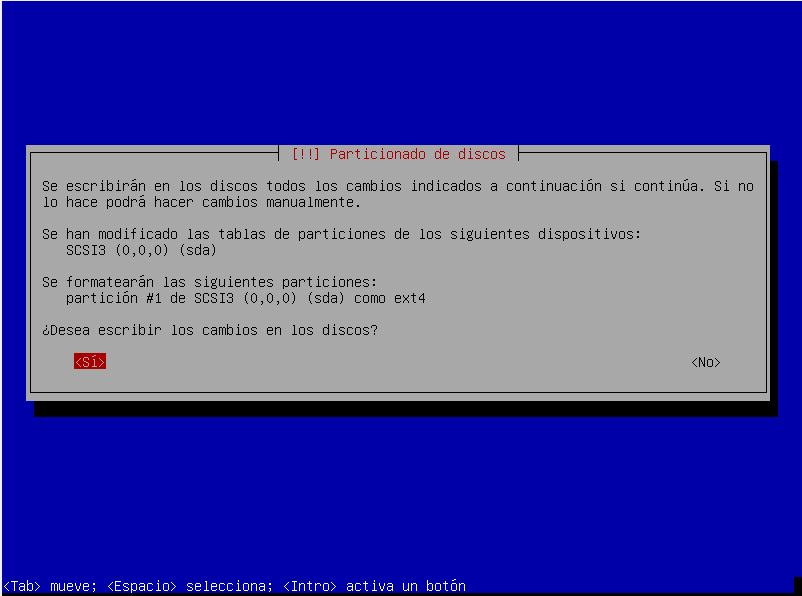 [!!] Particionado de discos
Se escribirán en los discos todos los cambios indicados a continuación si continúa. Si no
lo hace podrá hacer cambios manualmente.
Se han modificado las tablas de particiones de los siguientes dispositivos:
SCSI3 (0,0,0) (sda)
Se formatearán las siguientes particiones:
partición #1 de SCSI3 (0,0,0) (sda) como ext4
¿Desea escribir los cambios en los discos?
<Sí> <No>
<Tab> mueve; <Espacio> selecciona; <Intro> activa un botón